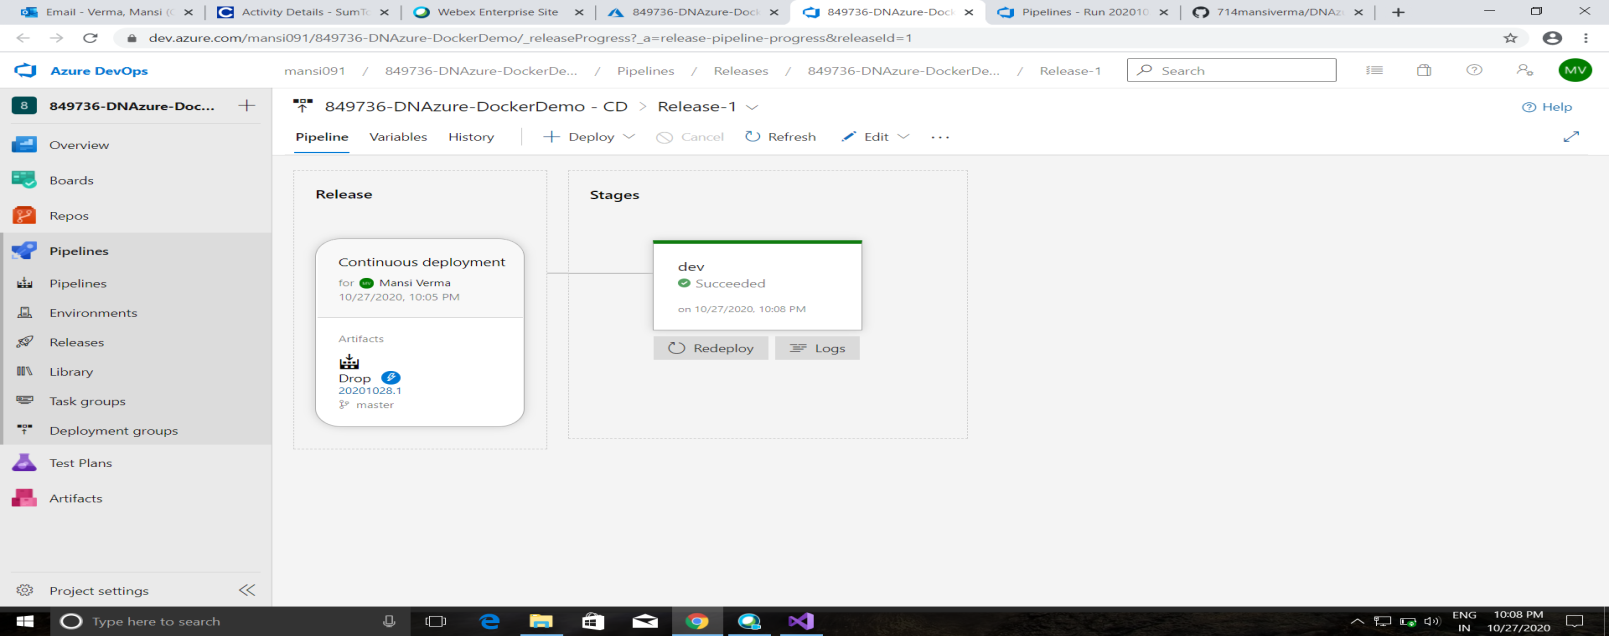 Email - Verma, Mansi (C
Activity Details - SumTo
Webex Enterprise Site
849736-DNAzure-Dock
849736-DNAzure-Dock
Pipelines - Run 202010
714mansiverma/DNAz
dev.azure.com/mansi091/849736-DNAzure-DockerDemo/_releaseProgress?_a=release-pipeline-progress&releaseId=1
Azure DevOps
mansi091 / 849736-DNAzure-DockerDe... / Pipelines / Releases / 849736-DNAzure-DockerDe... / Release-1
Search
MV
8 849736-DNAzure-Doc...
849736-DNAzure-DockerDemo - CD > Release-1
Help
Pipeline Variables History Deploy Cancel Refresh Edit ...
Overview
Boards
Repos
Pipelines
Pipelines
Environments
Releases
Library
Task groups
Deployment groups
Test Plans
Artifacts
Project settings
Release
Continuous deployment
for MV Mansi Verma
10/27/2020, 10:05 PM
Artifacts
Drop
20201028.1
master
Stages
dev
Succeeded
on 10/27/2020, 10:08 PM
Redeploy
Logs
Type here to search
ENG
IN
10:08 PM
10/27/2020